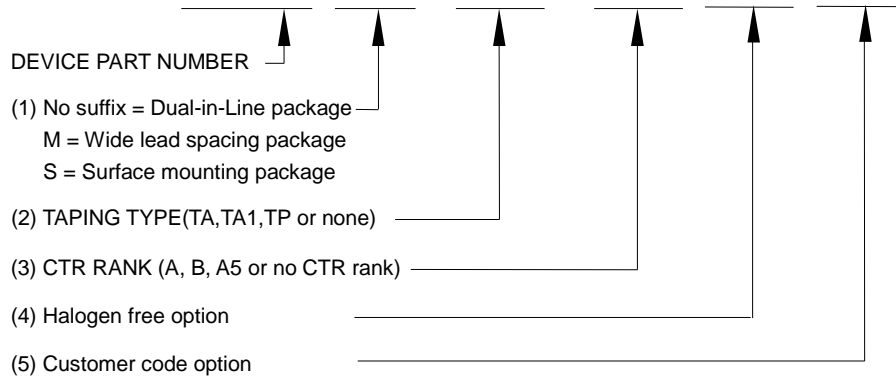 DEVICE PART NUMBER
(1) No suffix = Dual-in-Line package
M = Wide lead spacing package
S = Surface mounting package
(2) TAPING TYPE(TA,TA1,TP or none)
(3) CTR RANK (A, B, A5 or no CTR rank)
(4) Halogen free option
(5) Customer code option